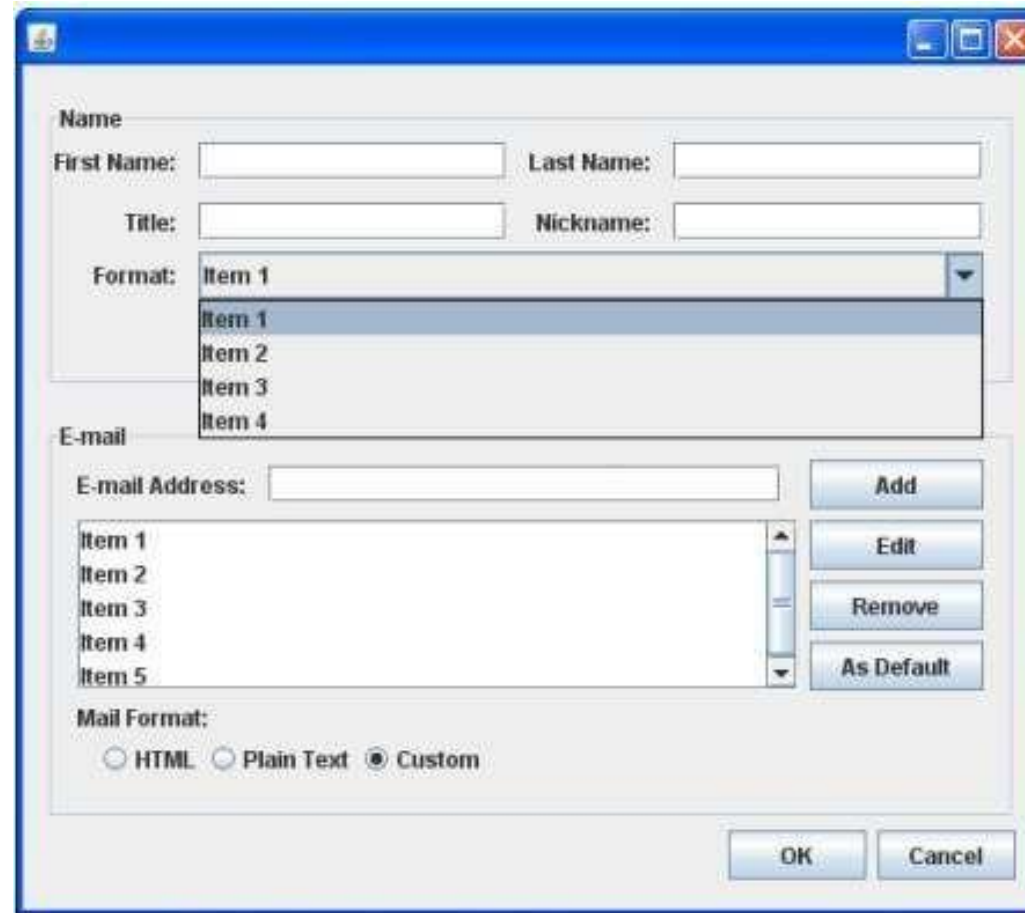 Name
First Name: Last Name:
Title: Nickname:
Format: Item 1
Item 1
Item 2
Item 3
Item 4
E-mail
E-mail Address: Add
Item 1
Item 2
Item 3
Item 4
Item 5
Edit
Remove
As Default
Mail Format:
HTML Plain Text Custom
OK Cancel